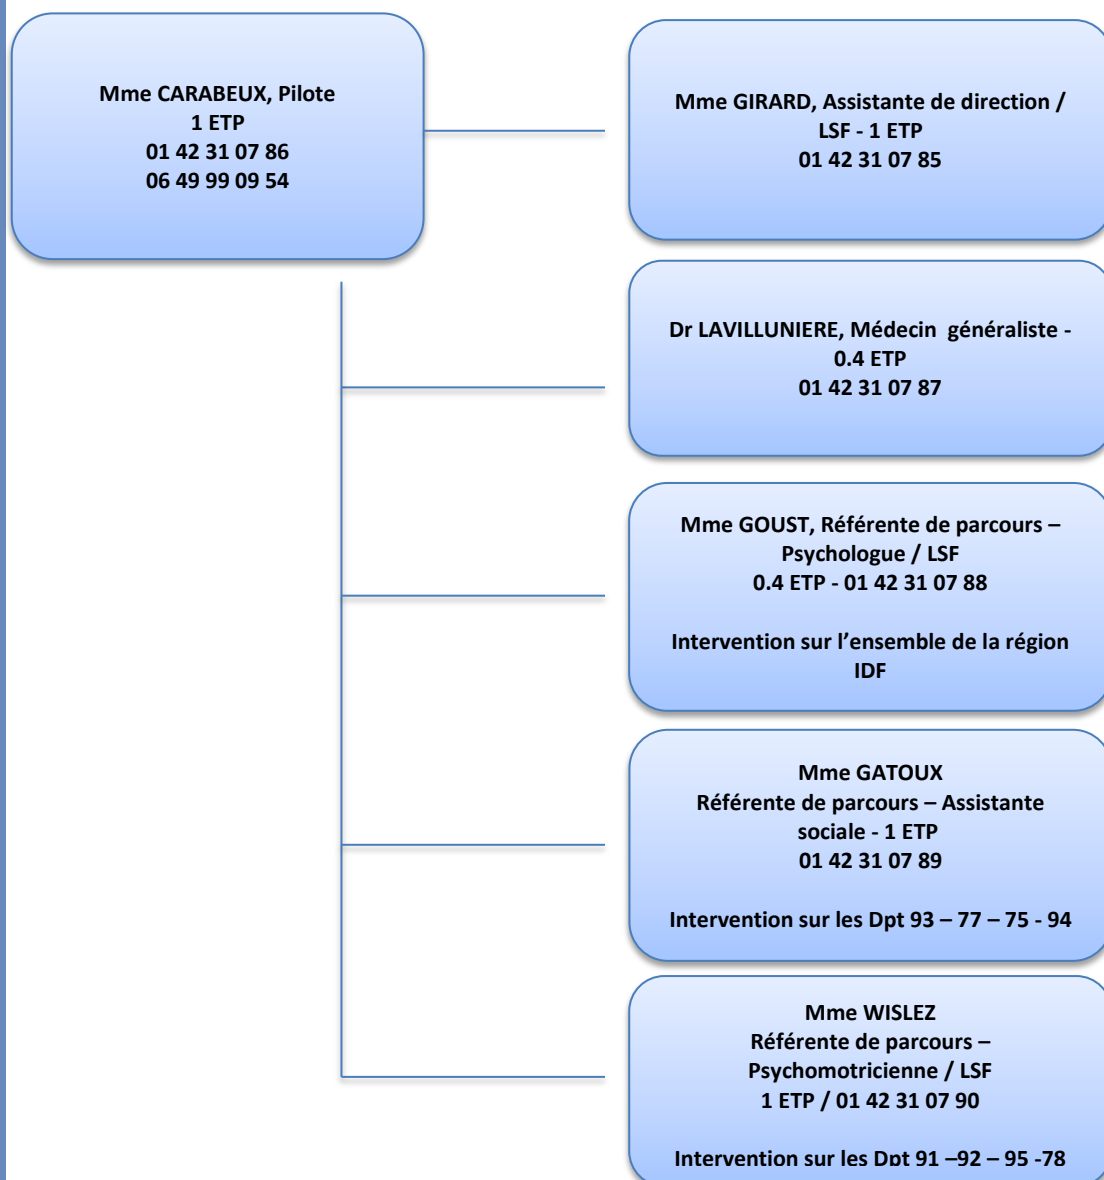 Mme CARABEUX, Pilote
1 ETP
01 42 31 07 86
06 49 99 09 54
Mme GIRARD, Assistante de direction /
LSF - 1 ETP
01 42 31 07 85
Dr LAVILLUNIERE, Médecin  généraliste -
0.4 ETP
01 42 31 07 87
Mme GOUST, Référente de parcours –
Psychologue / LSF
0.4 ETP - 01 42 31 07 88
Intervention sur l’ensemble de la région
IDF
Mme GATOUX
Référente de parcours – Assistante
sociale - 1 ETP
01 42 31 07 89
Intervention sur les Dpt 93 – 77 – 75 - 94
Mme WISLEZ
Référente de parcours –
Psychomotricienne / LSF
1 ETP / 01 42 31 07 90
Intervention sur les Dpt 91 –92 – 95 -78